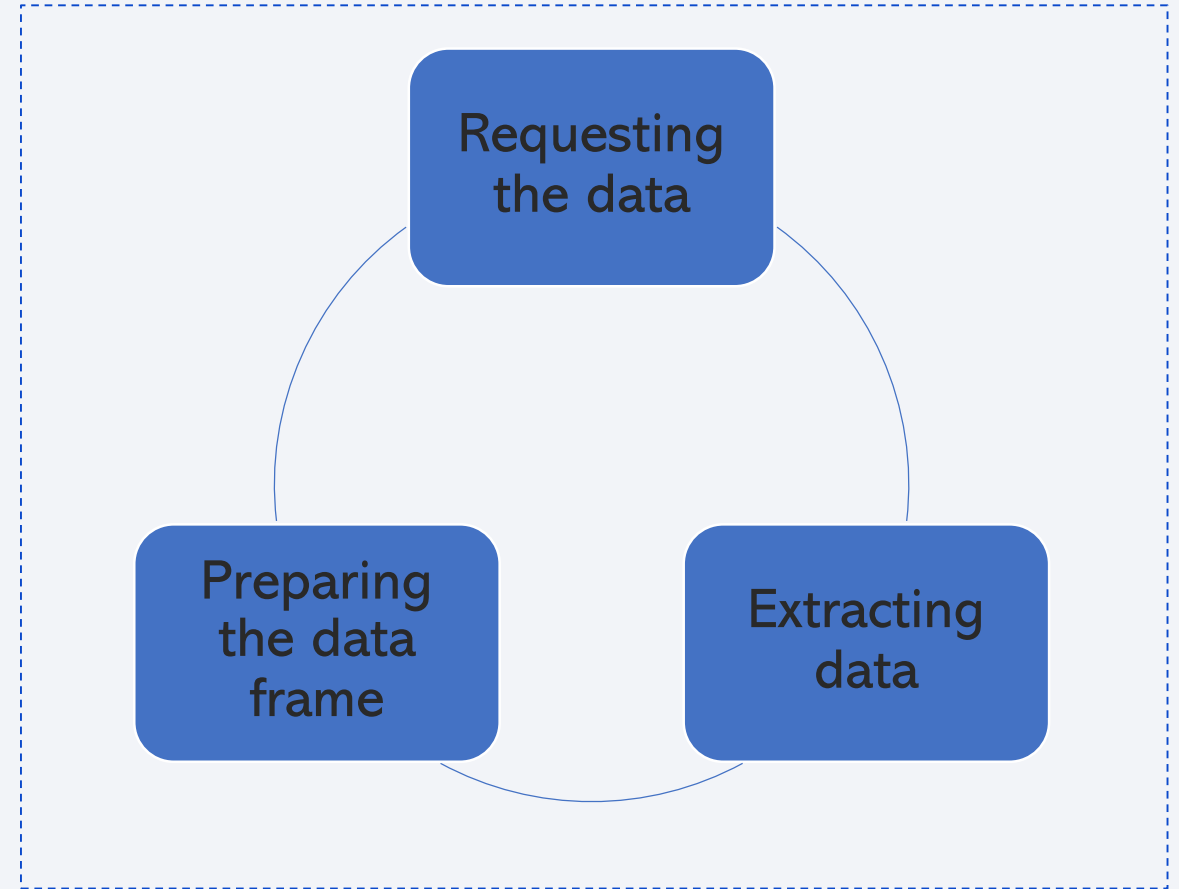 Requesting
the data
Preparing
the data
frame
Extracting
data